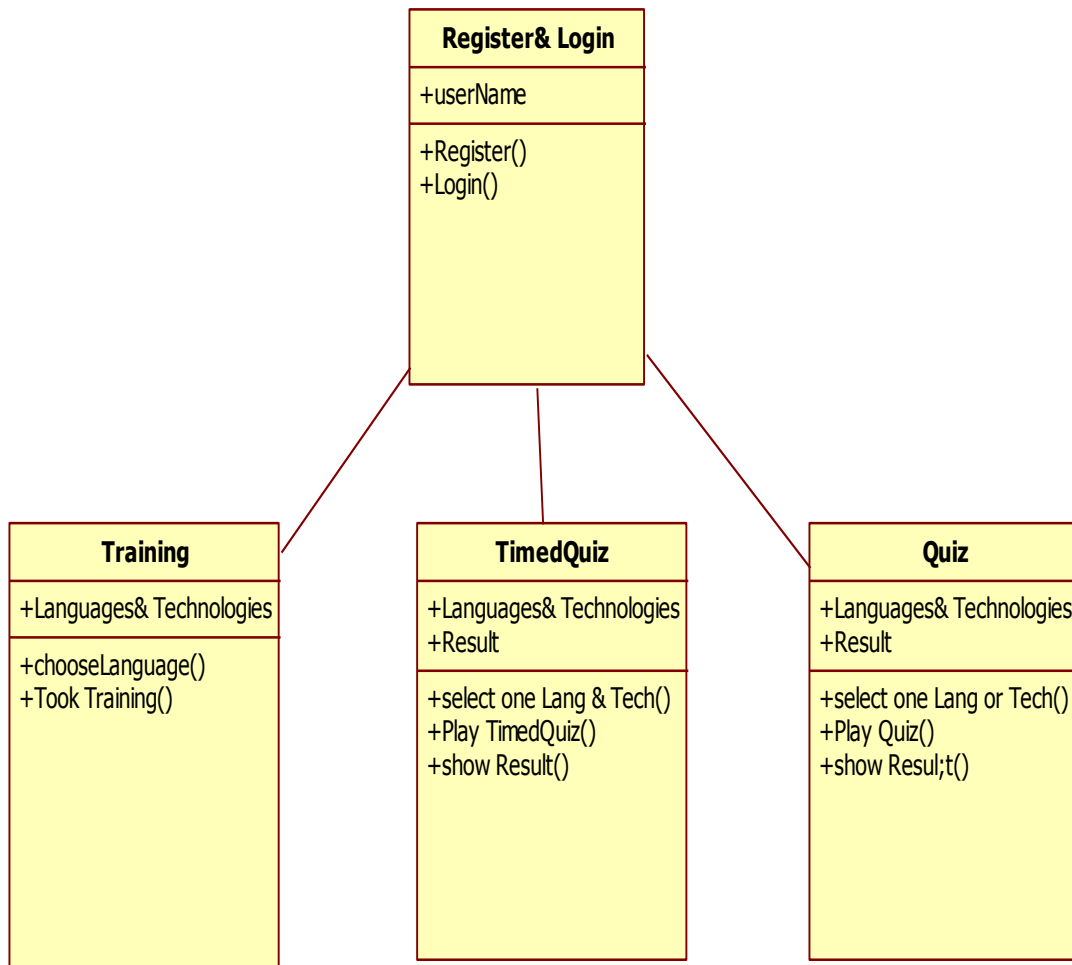 Register& Login
+userName
+Register()
+Login()
Training
+Languages& Technologies
+chooseLanguage()
+Took Training()
TimedQuiz
+Languages& Technologies
+Result
+select one Lang & Tech()
+Play TimedQuiz()
+show Result()
Quiz
+Languages& Technologies
+Result
+select one Lang or Tech()
+Play Quiz()
+show Resul;t()